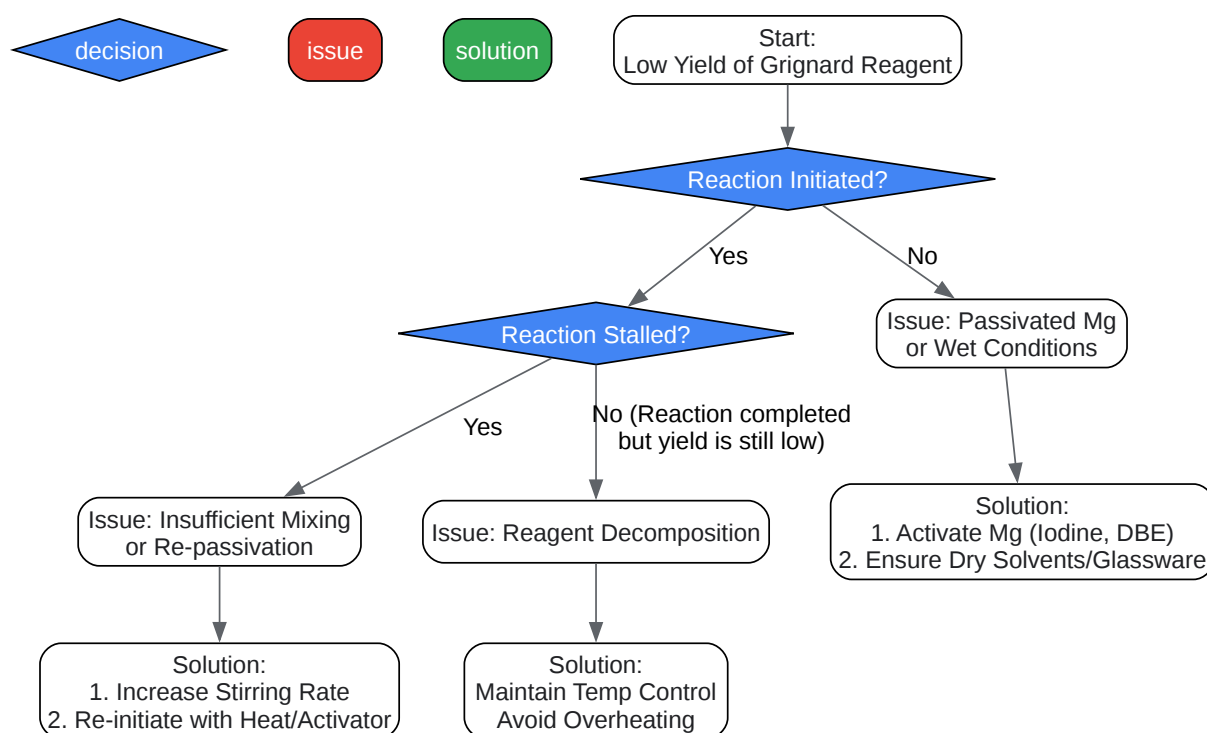 decision
issue
solution
Start:
Low Yield of Grignard Reagent
Reaction Initiated?
Yes
No
Reaction Stalled?
Issue: Passivated Mg
or Wet Conditions
Yes
No (Reaction completed
but yield is still low)
Issue: Insufficient Mixing
or Re-passivation
Issue: Reagent Decomposition
Solution:
1. Activate Mg (Iodine, DBE)
2. Ensure Dry Solvents/Glassware
Solution:
1. Increase Stirring Rate
2. Re-initiate with Heat/Activator
Solution:
Maintain Temp Control
Avoid Overheating